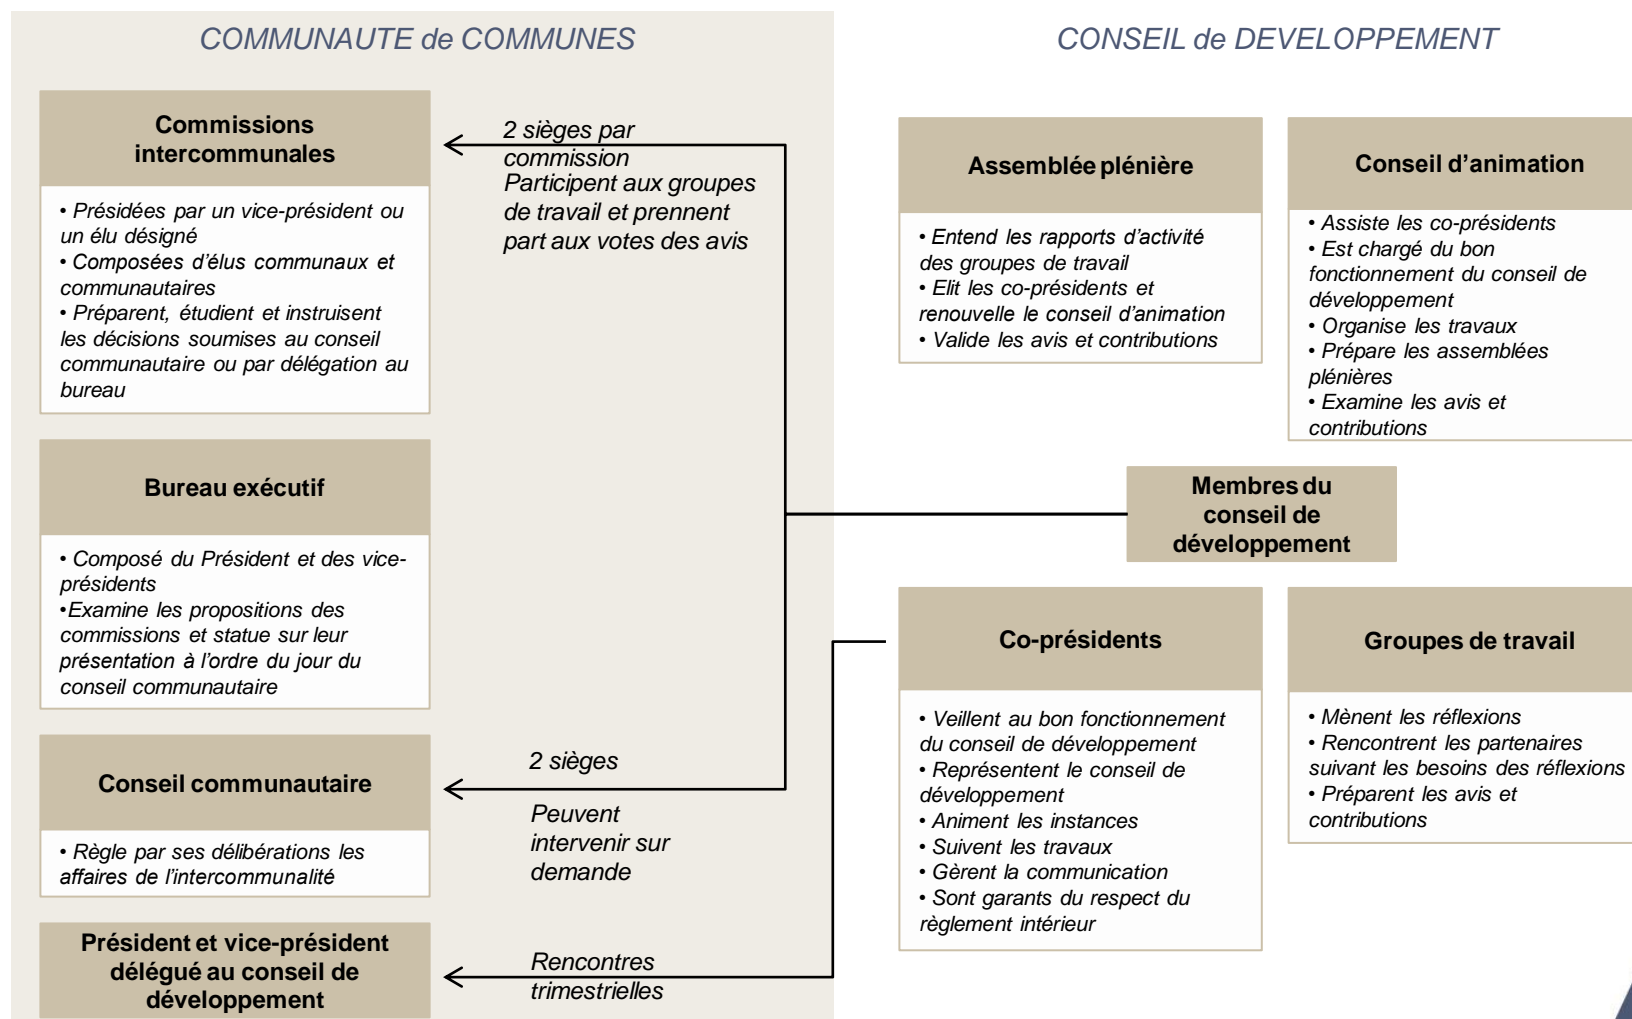 COMMUNAUTE de COMMUNES
Commissions
intercommunales
• Présidées par un vice-président ou
un élu désigné
• Composées d’élus communaux et
communautaires
• Préparent, étudient et instruisent
les décisions soumises au conseil
communautaire ou par délégation au
bureau
2 sièges par
commission
Participent aux groupes
de travail et prennent
part aux votes des avis
Bureau exécutif
• Composé du Président et des vice-
présidents
•Examine les propositions des
commissions et statue sur leur
présentation à l’ordre du jour du
conseil communautaire
Conseil communautaire
• Règle par ses délibérations les
affaires de l’intercommunalité
2 sièges
Peuvent
intervenir sur
demande
Président et vice-président
délégué au conseil de
développement
Rencontres
trimestrielles
CONSEIL de DEVELOPPEMENT
Assemblée plénière
• Entend les rapports d’activité
des groupes de travail
• Elit les co-présidents et
renouvelle le conseil d’animation
• Valide les avis et contributions
Conseil d’animation
• Assiste les co-présidents
• Est chargé du bon
fonctionnement du conseil de
développement
• Organise les travaux
• Prépare les assemblées
plénières
• Examine les avis et
contributions
Membres du
conseil de
développement
Co-présidents
• Veillent au bon fonctionnement
du conseil de développement
• Représentent le conseil de
développement
• Animent les instances
• Suivent les travaux
• Gèrent la communication
• Sont garants du respect du
règlement intérieur
Groupes de travail
• Mènent les réflexions
• Rencontrent les partenaires
suivant les besoins des réflexions
• Préparent les avis et
contributions